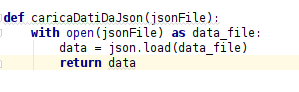 def caricaDatiDaJson(jsonFile):
    with open(jsonFile) as data_file:
        data = json.load(data_file)
        return data